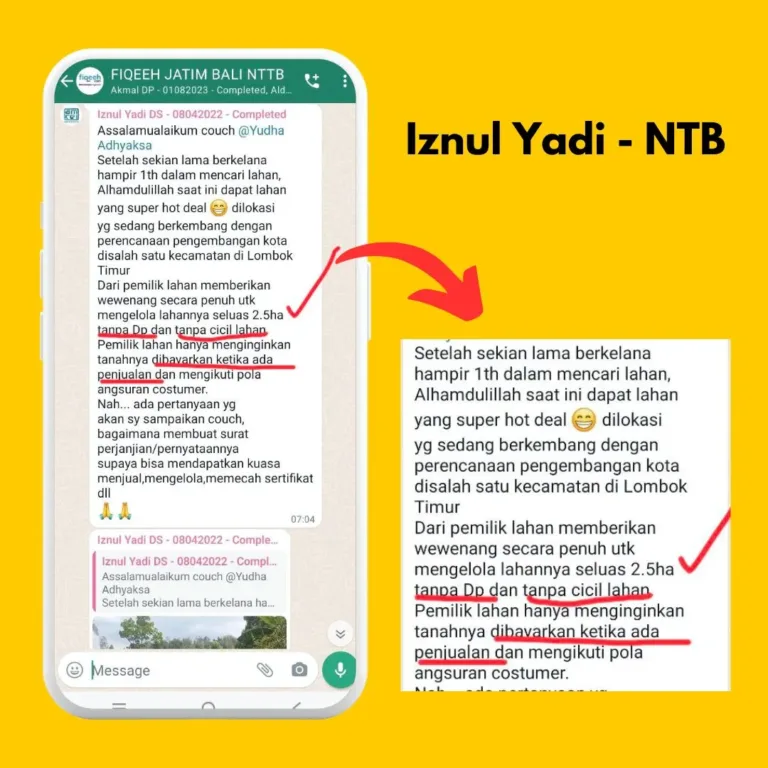 FIQEEH JATIM BALI NTTB
Akmal DP - 01082023 - Completed, Ald...
fiqeeh
Iznul Yadi DS - 08042022 - Completed
Assalamualaikum couch @Yudha
Adhyaksa
Setelah sekian lama berkelana
hampir 1th dalam mencari lahan,
Alhamdulillah saat ini dapat lahan
yang super hot deal 😁 dilokasi
yg sedang berkembang dengan
perencanaan pengembangan kota
disalah satu kecamatan di Lombok
Timur
Dari pemilik lahan memberikan
wewenang secara penuh utk
mengelola lahannya seluas 2.5ha
tanpa Dp dan tanpa cicil lahan
Pemilik lahan hanya menginginkan
tanahnya dibayarkan ketika ada
penjualan dan mengikuti pola
angsuran costumer.
Nah... ada pertanyaan yg
akan sy sampaikan couch,
bagaimana membuat surat
perjanjian/pernyataannya
supaya bisa mendapatkan kuasa
menjual,mengelola,memecah sertifikat
dll
🙏🙏
07:04
Iznul Yadi DS - 08042022 - Comple...
Iznul Yadi DS - 08042022 - Compl...
Assalamualaikum couch @Yudha
Adhyaksa
Setelah sekian lama berkelana ha...
Message
Iznul Yadi - NTB
Setelah sekian lama berkelana
hampir 1th dalam mencari lahan,
Alhamdulillah saat ini dapat lahan
yang super hot deal 😁 dilokasi
yg sedang berkembang dengan
perencanaan pengembangan kota
disalah satu kecamatan di Lombok
Timur
Dari pemilik lahan memberikan
wewenang secara penuh utk
mengelola lahannya seluas 2.5ha
tanpa Dp dan tanpa cicil lahan
Pemilik lahan hanya menginginkan
tanahnya dibayarkan ketika ada
penjualan dan mengikuti pola
angsuran costumer.
Nah... ada pertanyaan yg